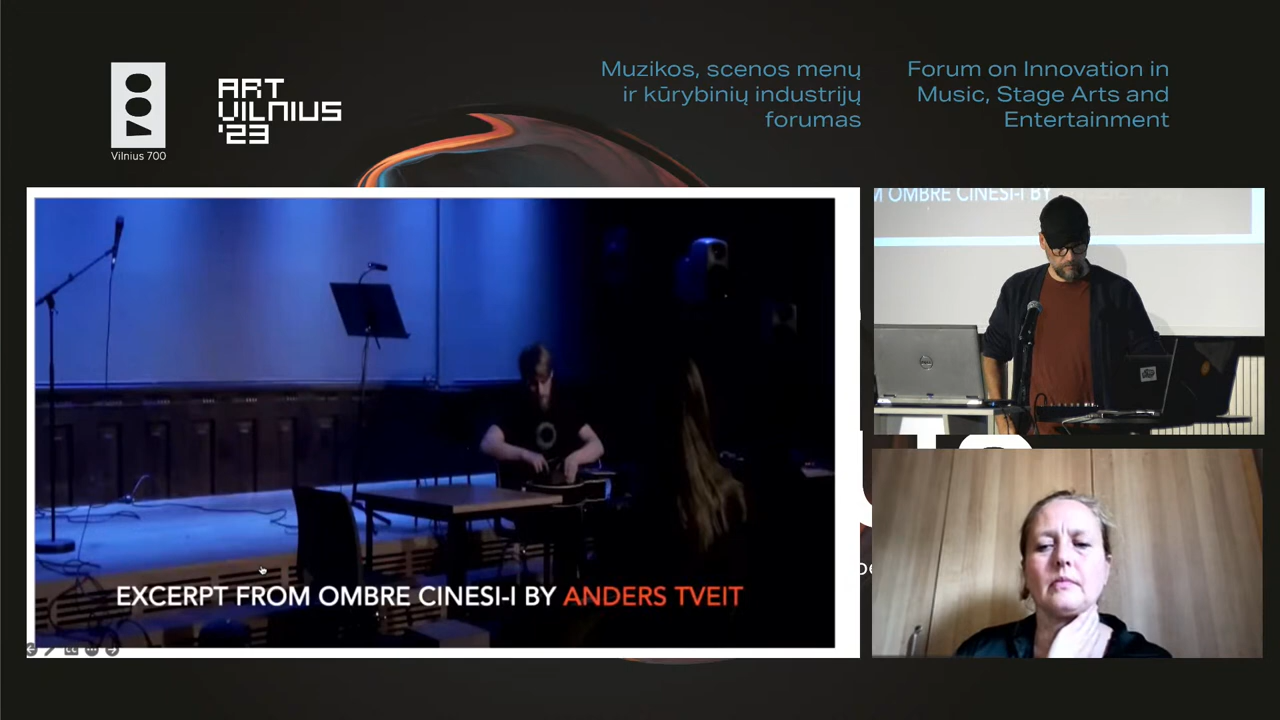 Vilnius 700
ART
VILNIUS
'23
Muzikos, scenos menų
ir kūrybinių industrijų
forumas
Forum on Innovation in
Music, Stage Arts and
Entertainment
EXCERPT FROM OMBRE CINESI-I BY ANDERS TVEIT
M OMBRE CINESI-I BY
DELL